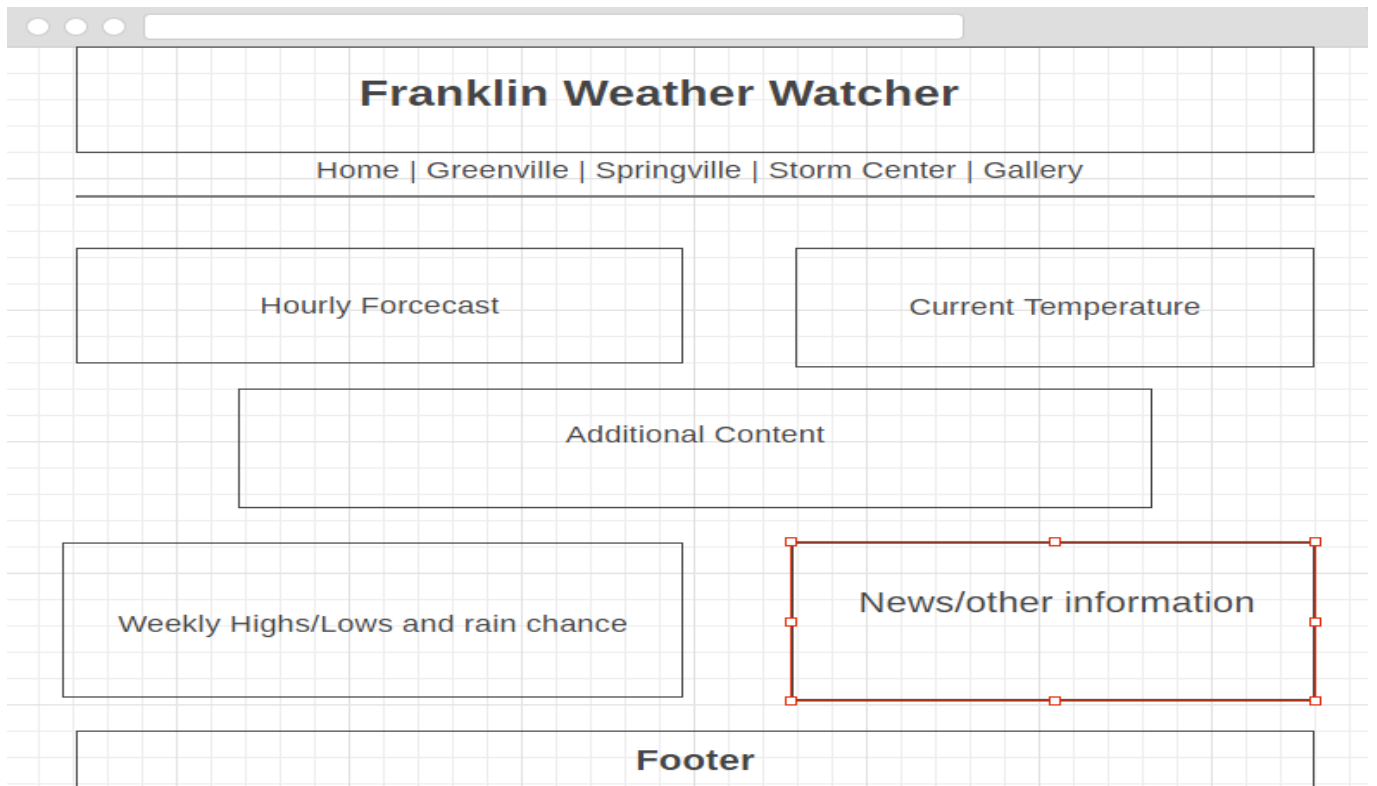 Franklin Weather Watcher
Home | Greenville | Springville | Storm Center | Gallery
Hourly Forcecast
Current Temperature
Additional Content
Weekly Highs/Lows and rain chance
News/other information
Footer